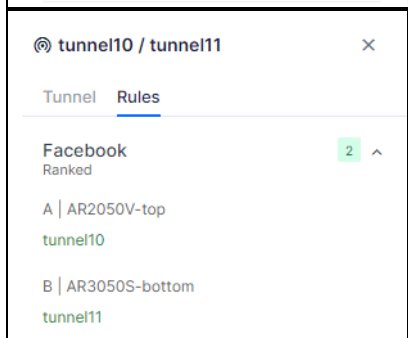 tunnel10 / tunnel11
Tunnel Rules
Facebook 2
Ranked
A | AR2050V-top
tunnel10
B | AR3050S-bottom
tunnel11